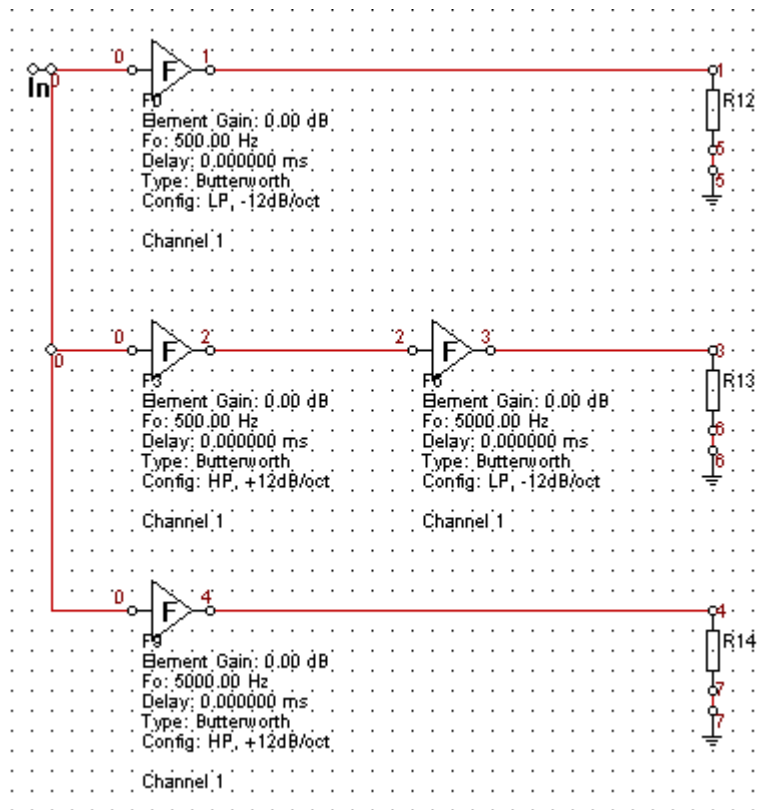 0 1 1
F
In 0
R12
F0
Element Gain: 0.00 dB
Fo: 500.00 Hz
Delay: 0.000000 ms
Type: Butterworth
Config: LP, -12dB/oct
5
5
Channel 1
0 2 2 3 3
F F
0
R13
F3 F6
Element Gain: 0.00 dB Element Gain: 0.00 dB
Fo: 500.00 Hz Fo: 5000.00 Hz
Delay: 0.000000 ms Delay: 0.000000 ms
Type: Butterworth Type: Butterworth
Config: HP, +12dB/oct Config: LP, -12dB/oct
6
6
Channel 1 Channel 1
0 4 4
F
R14
F9
Element Gain: 0.00 dB
Fo: 5000.00 Hz
Delay: 0.000000 ms
Type: Butterworth
Config: HP, +12dB/oct
7
7
Channel 1